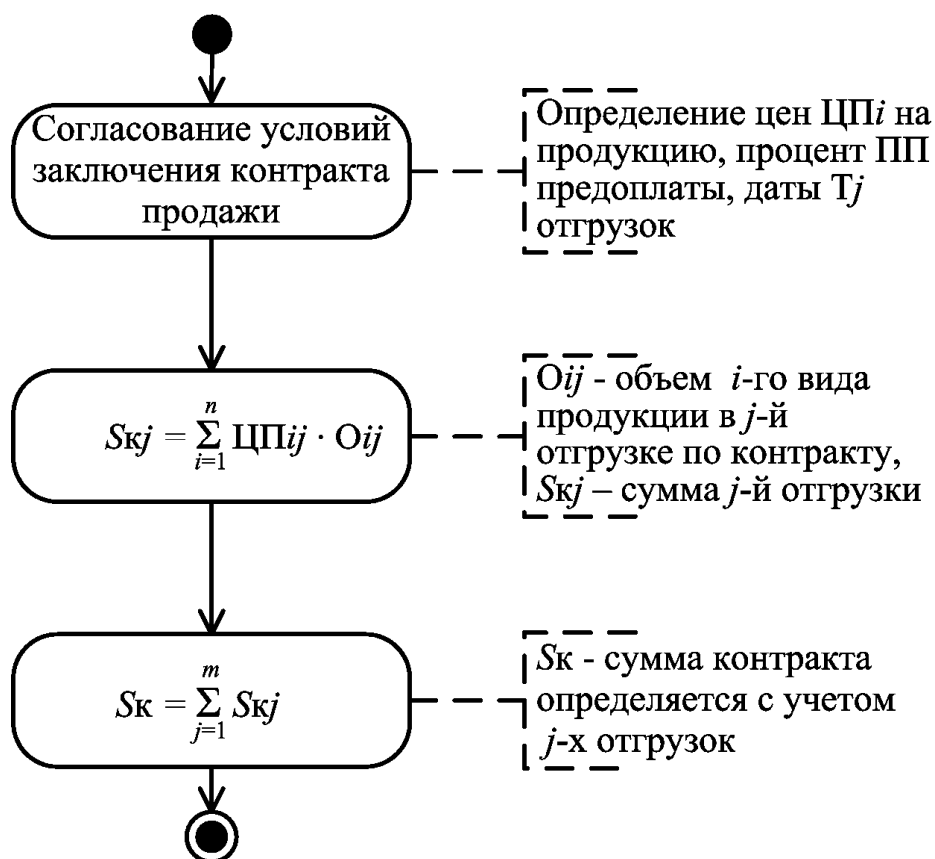 Согласование условий
заключения контракта
продажи
Определение цен ЦПi на
продукцию, процент ПП
предоплаты, даты Тj
отгрузок
Sкj = n∑i=1 ЦПij · Оij
Оij - объем i-го вида
продукции в j-й
отгрузке по контракту,
Sкj – сумма j-й отгрузки
Sк = m∑j=1 Sкj
Sк - сумма контракта
определяется с учетом
j-х отгрузок